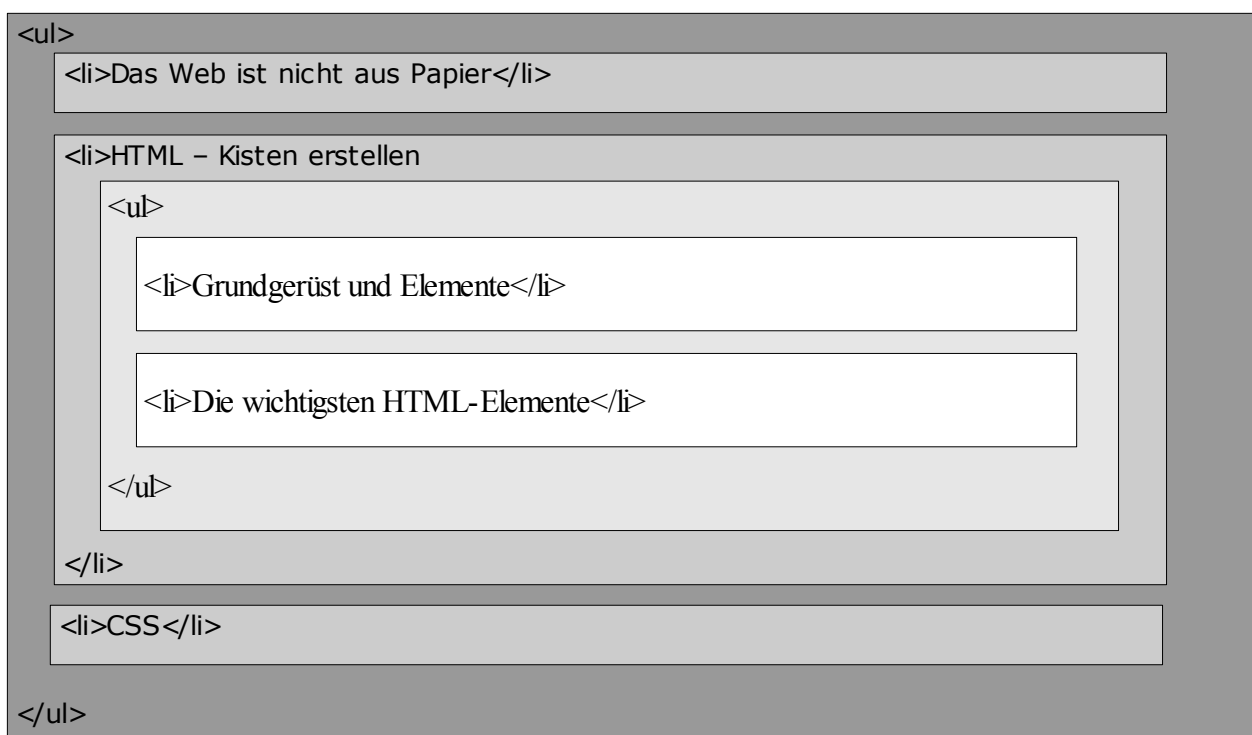 <ul>
<li>Das Web ist nicht aus Papier</li>
<li>HTML – Kisten erstellen
<ul>
<li>Grundgerüst und Elemente</li>
<li>Die wichtigsten HTML-Elemente</li>
</ul>
</li>
<li>CSS</li>
</ul>